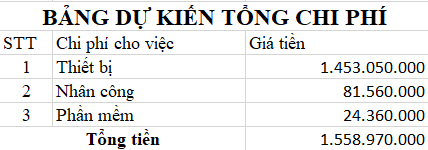 BẢNG DỰ KIẾN TỔNG CHI PHÍ
STT Chi phí cho việc Giá tiền
1 Thiết bị 1.453.050.000
2 Nhân công 81.560.000
3 Phần mềm 24.360.000
Tổng tiền 1.558.970.000